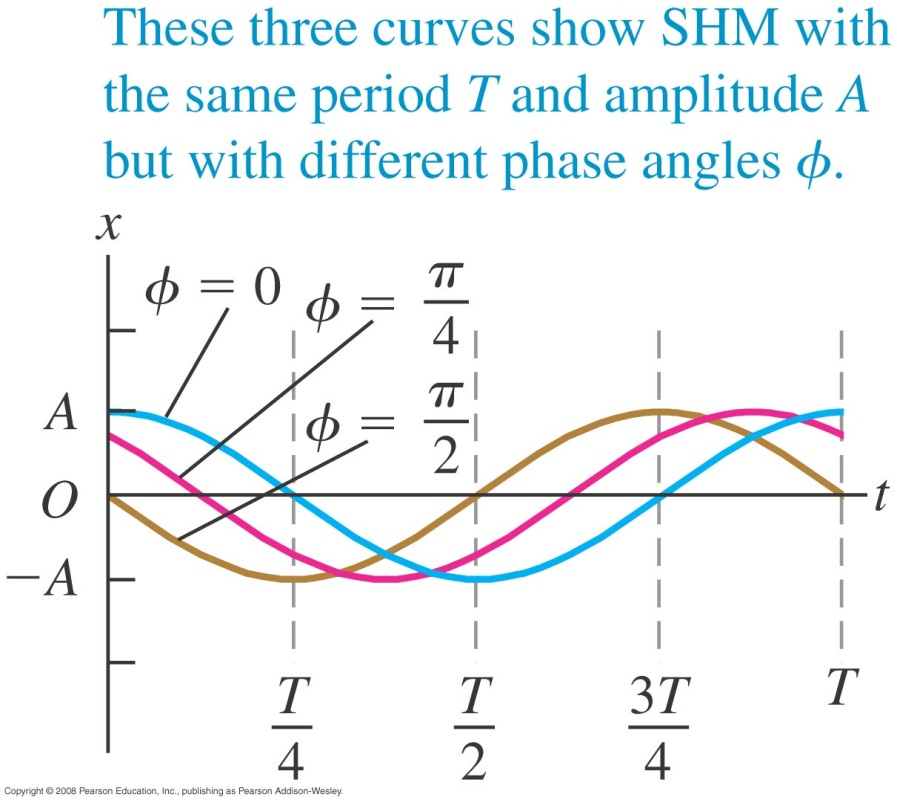 These three curves show SHM with
the same period T and amplitude A
but with different phase angles ϕ.
x
ϕ = 0
ϕ = π/4
ϕ = π/2
A
O
−A
t
T/4
T/2
3T/4
T
Copyright © 2008 Pearson Education, Inc., publishing as Pearson Addison-Wesley.